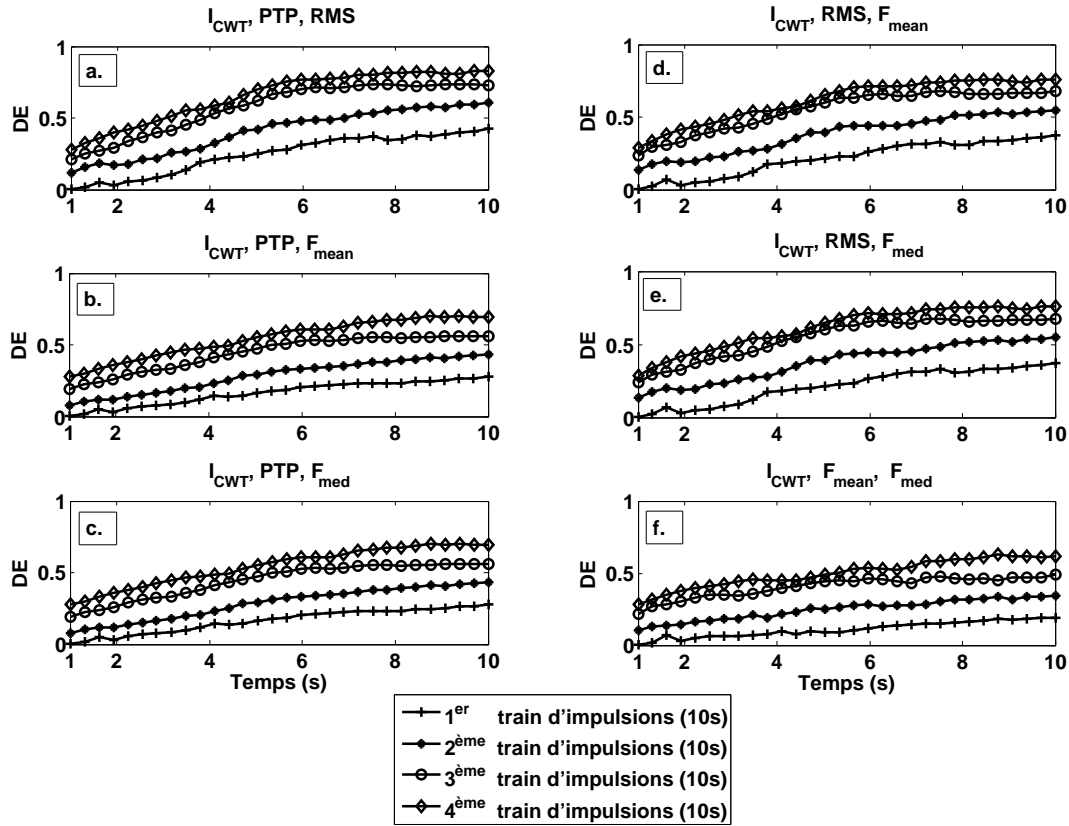 I_CWT, PTP, RMS
a.
DE
1
0.5
0
1 2 4 6 8 10
I_CWT, PTP, F_mean
b.
DE
1
0.5
0
1 2 4 6 8 10
I_CWT, PTP, F_med
c.
DE
1
0.5
0
1 2 4 6 8 10
Temps (s)
I_CWT, RMS, F_mean
d.
DE
1
0.5
0
1 2 4 6 8 10
I_CWT, RMS, F_med
e.
DE
1
0.5
0
1 2 4 6 8 10
I_CWT, F_mean, F_med
f.
DE
1
0.5
0
1 2 4 6 8 10
Temps (s)
1er train d'impulsions (10s)
2ème train d'impulsions (10s)
3ème train d'impulsions (10s)
4ème train d'impulsions (10s)